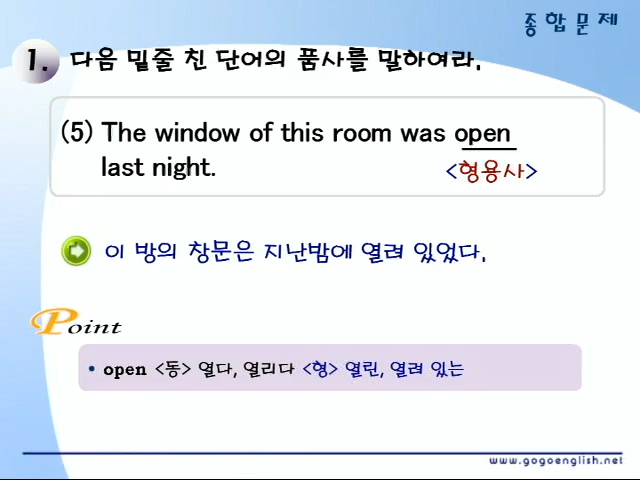 종합문제
1. 다음 밑줄 친 단어의 품사를 말하여라.
(5) The window of this room was open
last night.
<형용사>
이 방의 창문은 지난밤에 열려 있었다.
Point
• open <동> 열다, 열리다 <형> 열린, 열려 있는
www.gogoenglish.net